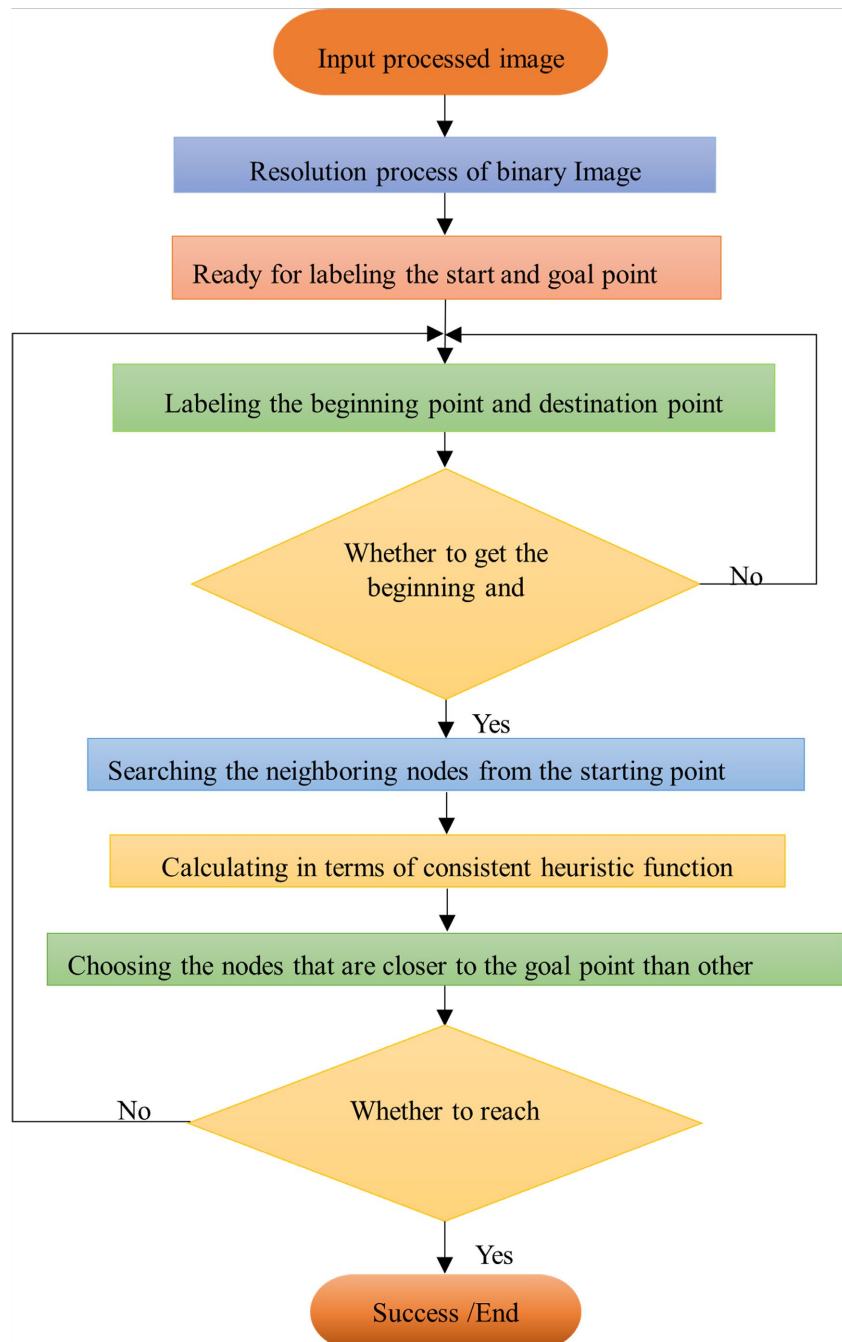 Input processed image
Resolution process of binary Image
Ready for labeling the start and goal point
Labeling the beginning point and destination point
Whether to get the
beginning and
No
Yes
Searching the neighboring nodes from the starting point
Calculating in terms of consistent heuristic function
Choosing the nodes that are closer to the goal point than other
No
Whether to reach
Yes
Success /End